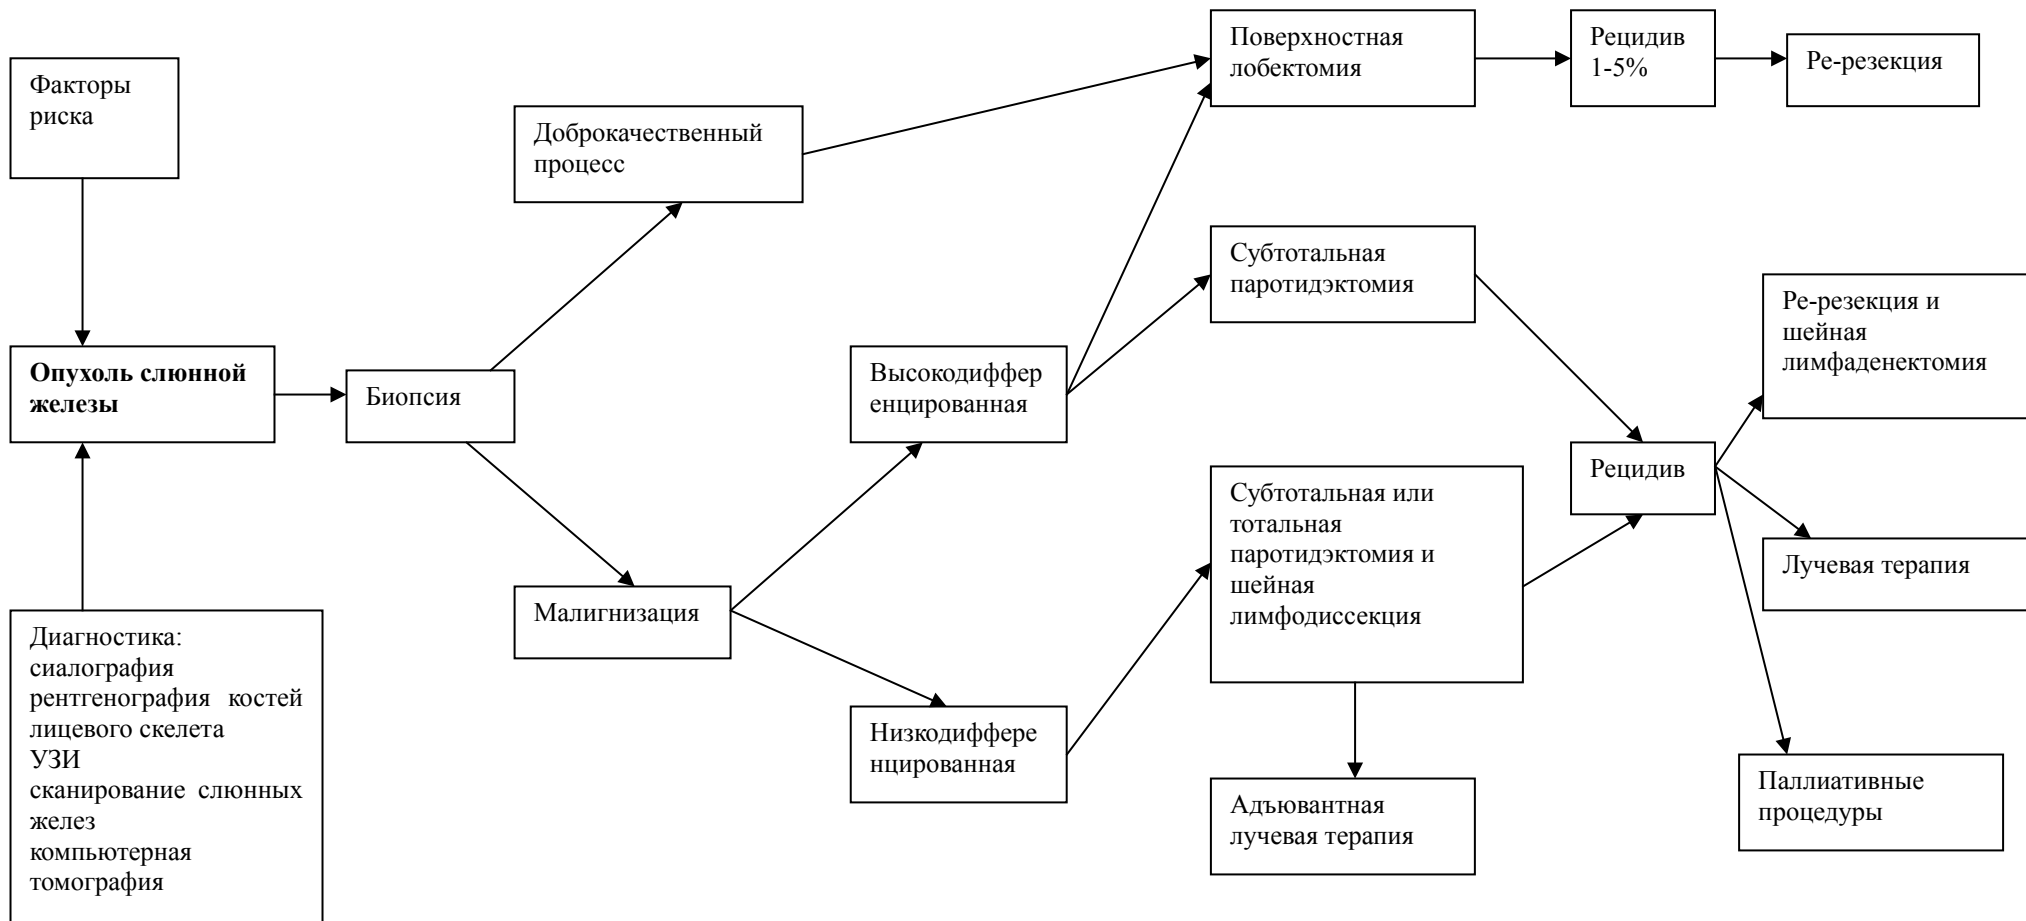 Факторы
риска
Опухоль слюнной
железы
Диагностика:
сиалография
рентгенография костей
лицевого скелета
УЗИ
сканирование слюнных
желез
компьютерная
томография
Биопсия
Доброкачественный
процесс
Малигнизация
Высокодиффер
енцированная
Низкодиффере
нцированная
Поверхностная
лобектомия
Субтотальная
паротидэктомия
Субтотальная или
тотальная
паротидэктомия и
шейная
лимфодиссекция
Адъювантная
лучевая терапия
Рецидив
1-5%
Ре-резекция
Рецидив
Ре-резекция и
шейная
лимфаденектомия
Лучевая терапия
Паллиативные
процедуры